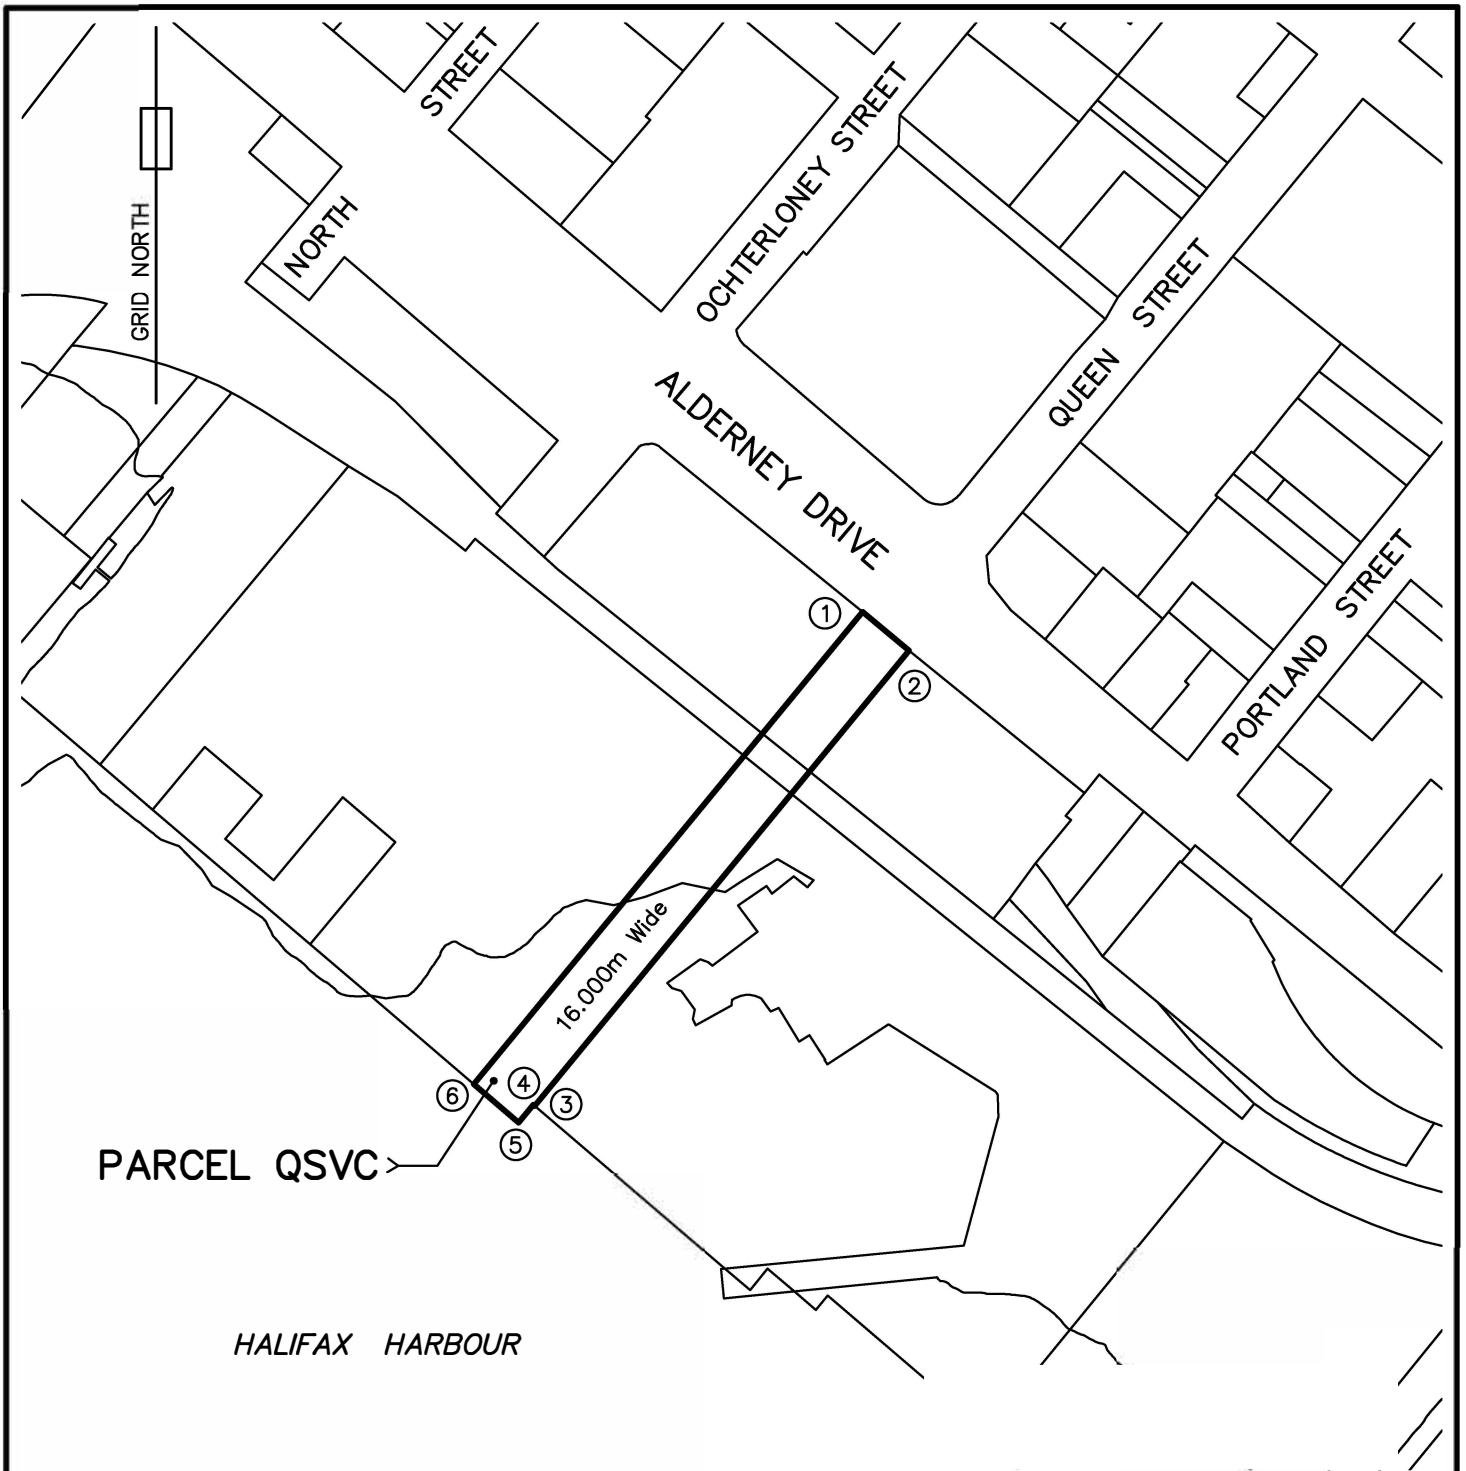 STREET
NORTH
GRID NORTH
OCHTERLONEY STREET
QUEEN STREET
ALDERNEY DRIVE
PORTLAND STREET
1
2
16.000m Wide
6
4
3
5
PARCEL QSVC
HALIFAX HARBOUR